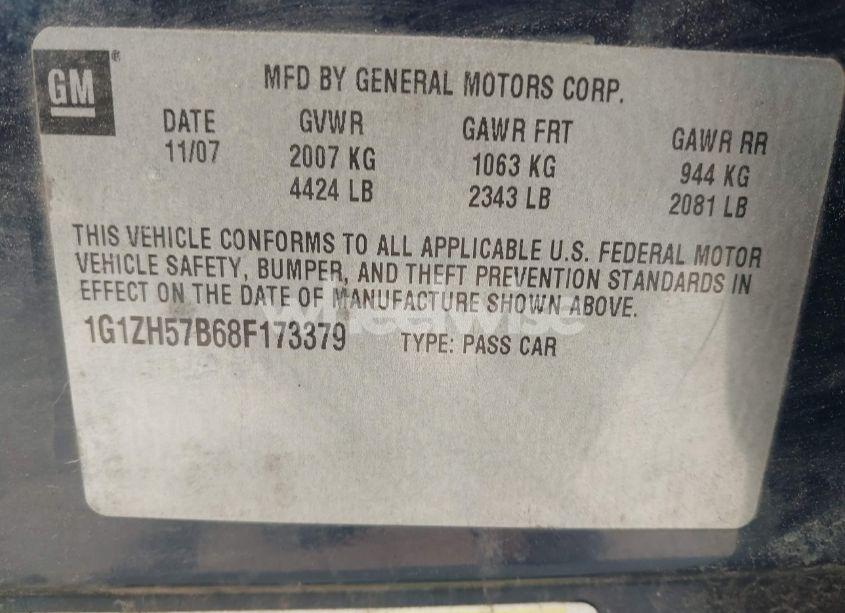 GM ®
MFD BY GENERAL MOTORS CORP.
DATE GVWR GAWR FRT GAWR RR
11/07 2007 KG 1063 KG 944 KG
4424 LB 2343 LB 2081 LB
THIS VEHICLE CONFORMS TO ALL APPLICABLE U.S. FEDERAL MOTOR
VEHICLE SAFETY, BUMPER, AND THEFT PREVENTION STANDARDS IN
EFFECT ON THE DATE OF MANUFACTURE SHOWN ABOVE.
wheelwise
1G1ZH57B68F173379 TYPE: PASS CAR